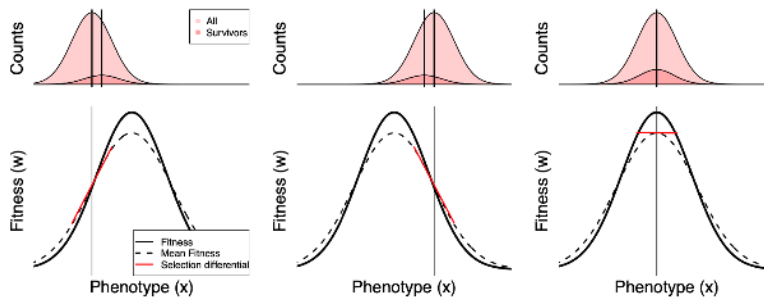 Counts
All
Survivors
Counts
Counts
Fitness (w)
Fitness
Mean Fitness
Selection differential
Phenotype (x)
Fitness (w)
Phenotype (x)
Fitness (w)
Phenotype (x)